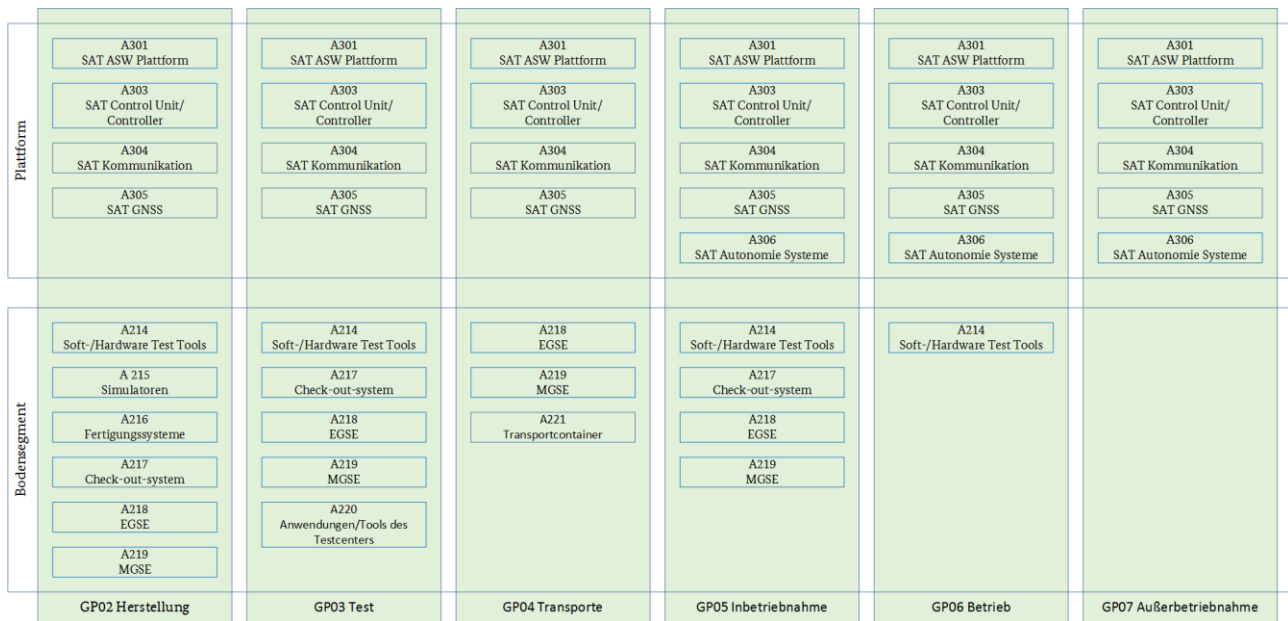 Plattform
A301
SAT ASW Plattform
A303
SAT Control Unit/
Controller
A304
SAT Kommunikation
A305
SAT GNSS
A301
SAT ASW Plattform
A303
SAT Control Unit/
Controller
A304
SAT Kommunikation
A305
SAT GNSS
A301
SAT ASW Plattform
A303
SAT Control Unit/
Controller
A304
SAT Kommunikation
A305
SAT GNSS
A301
SAT ASW Plattform
A303
SAT Control Unit/
Controller
A304
SAT Kommunikation
A305
SAT GNSS
A306
SAT Autonomie Systeme
A301
SAT ASW Plattform
A303
SAT Control Unit/
Controller
A304
SAT Kommunikation
A305
SAT GNSS
A306
SAT Autonomie Systeme
A301
SAT ASW Plattform
A303
SAT Control Unit/
Controller
A304
SAT Kommunikation
A305
SAT GNSS
A306
SAT Autonomie Systeme
Bodensegment
A214
Soft-/Hardware Test Tools
A 215
Simulatoren
A216
Fertigungssysteme
A217
Check-out-system
A218
EGSE
A219
MGSE
A214
Soft-/Hardware Test Tools
A217
Check-out-system
A218
EGSE
A219
MGSE
A220
Anwendungen/Tools des
Testcenters
A218
EGSE
A219
MGSE
A221
Transportcontainer
A214
Soft-/Hardware Test Tools
A217
Check-out-system
A218
EGSE
A219
MGSE
A214
Soft-/Hardware Test Tools
GP02 Herstellung
GP03 Test
GP04 Transporte
GP05 Inbetriebnahme
GP06 Betrieb
GP07 Außerbetriebnahme